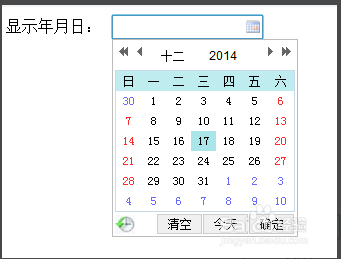 显示年月日：
十二 2014
日 一 二 三 四 五 六
30 1 2 3 4 5 6
7 8 9 10 11 12 13
14 15 16 17 18 19 20
21 22 23 24 25 26 27
28 29 30 31 1 2 3
4 5 6 7 8 9 10
清空 今天 确定